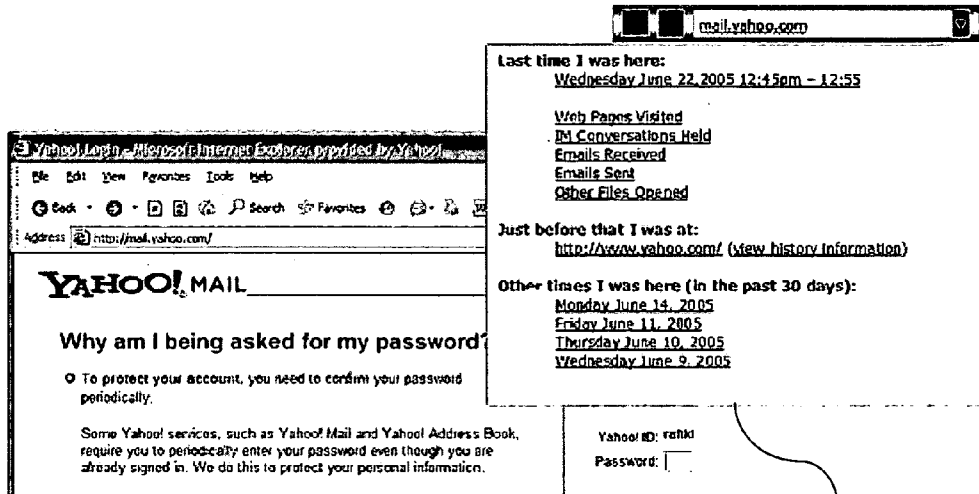 mail.yahoo.com
Last time I was here:
Wednesday June 22,2005 12:45pm – 12:55
Web Pages Visited
IM Conversations Held
Emails Received
Emails Sent
Other Files Opened
Just before that I was at:
http://www.yahoo.com/ (view history information)
Other times I was here (in the past 30 days):
Monday June 14, 2005
Friday June 11, 2005
Thursday June 10, 2005
Wednesday June 9, 2005
Yahoo! Login - Microsoft Internet Explorer provided by Yahoo!
File Edit View Favorites Tools Help
Back Search Favorites
Address http://mail.yahoo.com/
YAHOO! MAIL
Why am I being asked for my password?
To protect your account, you need to confirm your password
periodically.
Some Yahoo! services, such as Yahoo! Mail and Yahoo! Address Book,
require you to periodically enter your password even though you are
already signed in. We do this to protect your personal information.
Yahoo! ID:
Password: